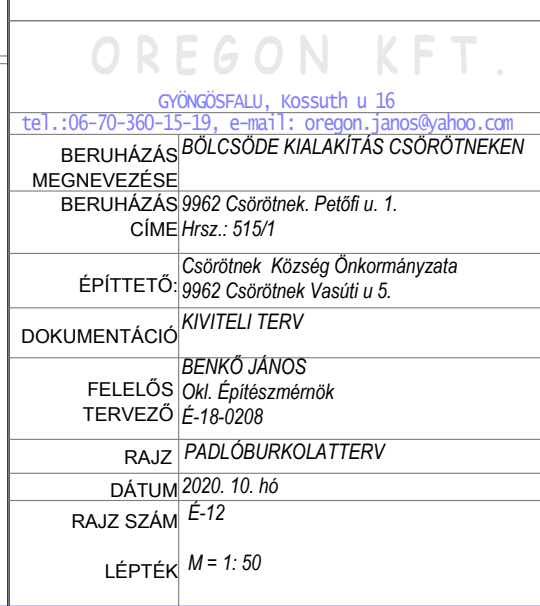 OREGON KFT.
GYÖNGÖSFALU, Kossuth u 16
tel.:06-70-360-15-19, e-mail: oregon.janos@yahoo.com
BERUHÁZÁS MEGNEVEZÉSE
BÖLCSŐDE KIALAKÍTÁS CSÖRÖTNEKEN
BERUHÁZÁS CÍME
9962 Csörötnek. Petőfi u. 1.
Hrsz.: 515/1
ÉPÍTTETŐ:
Csörötnek Község Önkormányzata
9962 Csörötnek Vasúti u 5.
DOKUMENTÁCIÓ
KIVITELI TERV
FELELŐS TERVEZŐ
BENKŐ JÁNOS
Okl. Építészmérnök
É-18-0208
RAJZ
PADLÓBURKOLATTERV
DÁTUM
2020. 10. hó
RAJZ SZÁM
É-12
LÉPTÉK
M = 1: 50